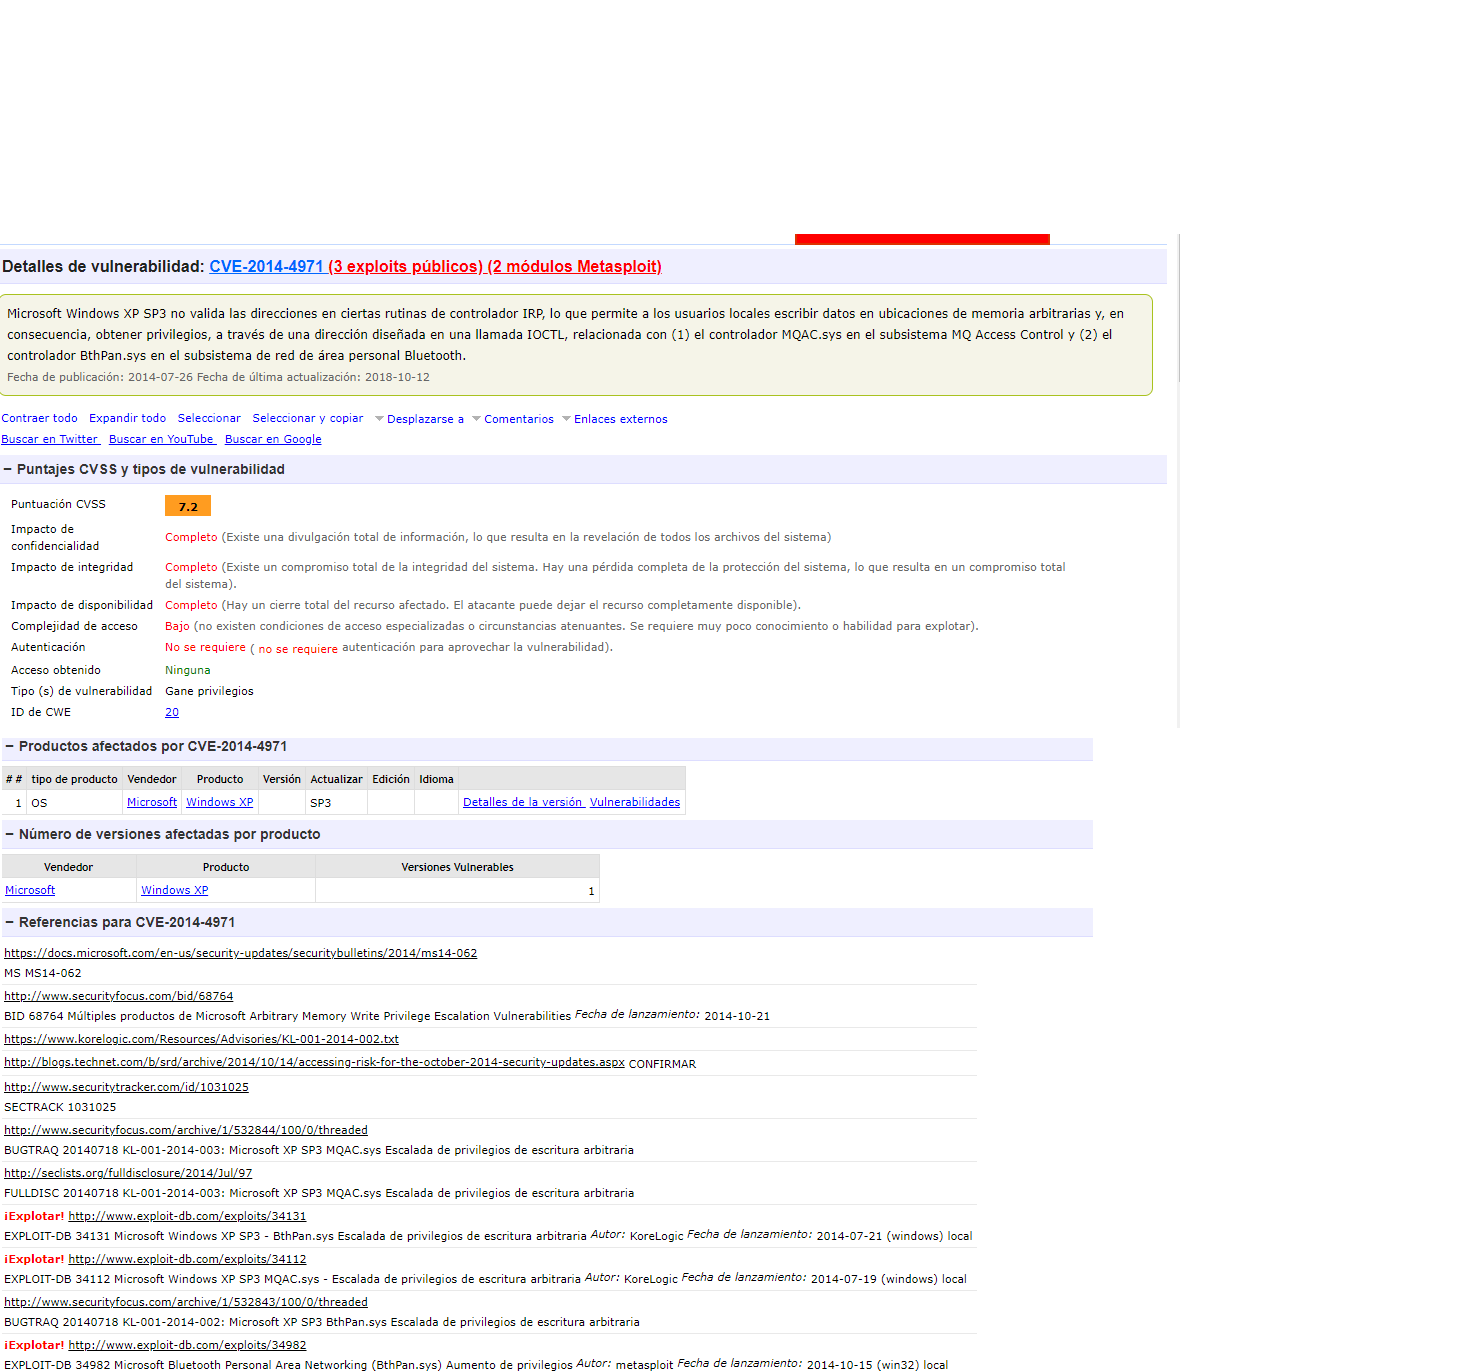 Detalles de vulnerabilidad: CVE-2014-4971 (3 exploits públicos) (2 módulos Metasploit)
Microsoft Windows XP SP3 no valida las direcciones en ciertas rutinas de controlador IRP, lo que permite a los usuarios locales escribir datos en ubicaciones de memoria arbitrarias y, en
consecuencia, obtener privilegios, a través de una dirección diseñada en una llamada IOCTL, relacionada con (1) el controlador MQAC.sys en el subsistema MQ Access Control y (2) el
controlador BthPan.sys en el subsistema de red de área personal Bluetooth.
Fecha de publicación: 2014-07-26 Fecha de última actualización: 2018-10-12
Contraer todo Expandir todo Seleccionar Seleccionar y copiar Desplazarse a Comentarios Enlaces externos
Buscar en Twitter Buscar en YouTube Buscar en Google
− Puntajes CVSS y tipos de vulnerabilidad
Puntuación CVSS 7.2
Impacto de
confidencialidad
Completo (Existe una divulgación total de información, lo que resulta en la revelación de todos los archivos del sistema)
Impacto de integridad Completo (Existe un compromiso total de la integridad del sistema. Hay una pérdida completa de la protección del sistema, lo que resulta en un compromiso total
del sistema).
Impacto de disponibilidad Completo (Hay un cierre total del recurso afectado. El atacante puede dejar el recurso completamente disponible).
Complejidad de acceso Bajo (no existen condiciones de acceso especializadas o circunstancias atenuantes. Se requiere muy poco conocimiento o habilidad para explotar).
Autenticación No se requiere ( no se requiere autenticación para aprovechar la vulnerabilidad).
Acceso obtenido Ninguna
Tipo (s) de vulnerabilidad Gane privilegios
ID de CWE 20
− Productos afectados por CVE-2014-4971
# # tipo de producto Vendedor Producto Versión Actualizar Edición Idioma
1 OS Microsoft Windows XP SP3 Detalles de la versión Vulnerabilidades
− Número de versiones afectadas por producto
Vendedor Producto Versiones Vulnerables
Microsoft Windows XP 1
− Referencias para CVE-2014-4971
https://docs.microsoft.com/en-us/security-updates/securitybulletins/2014/ms14-062
MS MS14-062
http://www.securityfocus.com/bid/68764
BID 68764 Múltiples productos de Microsoft Arbitrary Memory Write Privilege Escalation Vulnerabilities Fecha de lanzamiento: 2014-10-21
https://www.korelogic.com/Resources/Advisories/KL-001-2014-002.txt
http://blogs.technet.com/b/srd/archive/2014/10/14/accessing-risk-for-the-october-2014-security-updates.aspx CONFIRMAR
http://www.securitytracker.com/id/1031025
SECTRACK 1031025
http://www.securityfocus.com/archive/1/532844/100/0/threaded
BUGTRAQ 20140718 KL-001-2014-003: Microsoft XP SP3 MQAC.sys Escalada de privilegios de escritura arbitraria
http://seclists.org/fulldisclosure/2014/Jul/97
FULLDISC 20140718 KL-001-2014-003: Microsoft XP SP3 MQAC.sys Escalada de privilegios de escritura arbitraria
¡Explotar! http://www.exploit-db.com/exploits/34131
EXPLOIT-DB 34131 Microsoft Windows XP SP3 - BthPan.sys Escalada de privilegios de escritura arbitraria Autor: KoreLogic Fecha de lanzamiento: 2014-07-21 (windows) local
¡Explotar! http://www.exploit-db.com/exploits/34112
EXPLOIT-DB 34112 Microsoft Windows XP SP3 MQAC.sys - Escalada de privilegios de escritura arbitraria Autor: KoreLogic Fecha de lanzamiento: 2014-07-19 (windows) local
http://www.securityfocus.com/archive/1/532843/100/0/threaded
BUGTRAQ 20140718 KL-001-2014-002: Microsoft XP SP3 BthPan.sys Escalada de privilegios de escritura arbitraria
¡Explotar! http://www.exploit-db.com/exploits/34982
EXPLOIT-DB 34982 Microsoft Bluetooth Personal Area Networking (BthPan.sys) Aumento de privilegios Autor: metasploit Fecha de lanzamiento: 2014-10-15 (win32) local